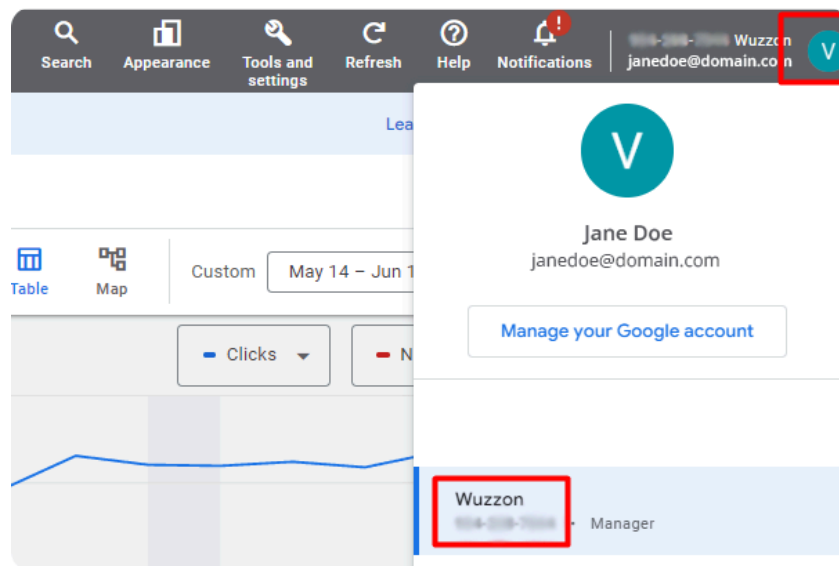 Search
Appearance
Tools and
settings
Refresh
Help
Notifications
!
Wuzzon
janedoe@domain.com
V
Lea
V
Jane Doe
janedoe@domain.com
Table
Map
Custom
May 14 – Jun 1
Manage your Google account
Clicks
N
Wuzzon
· Manager